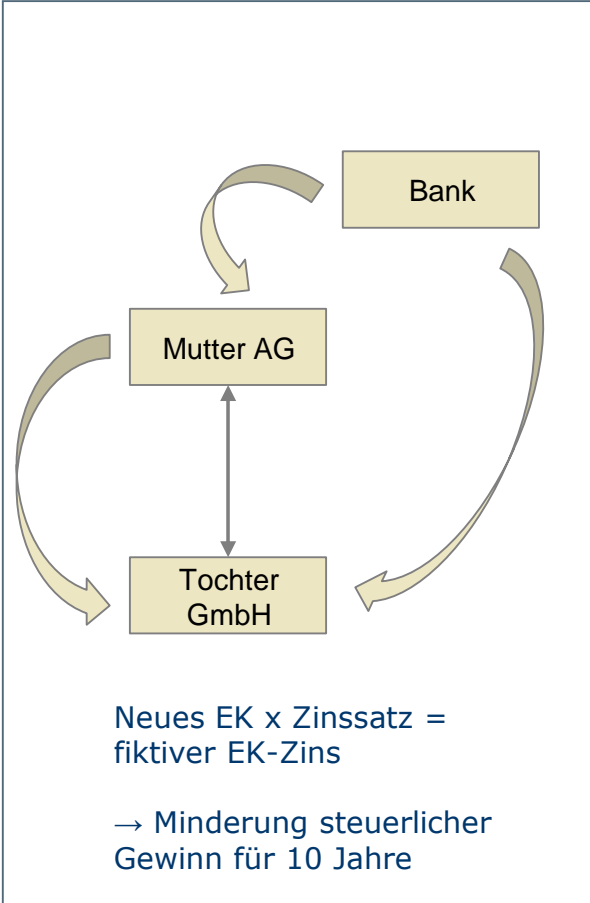 Bank
Mutter AG
Tochter
GmbH
Neues EK x Zinssatz =
fiktiver EK-Zins
→ Minderung steuerlicher
Gewinn für 10 Jahre